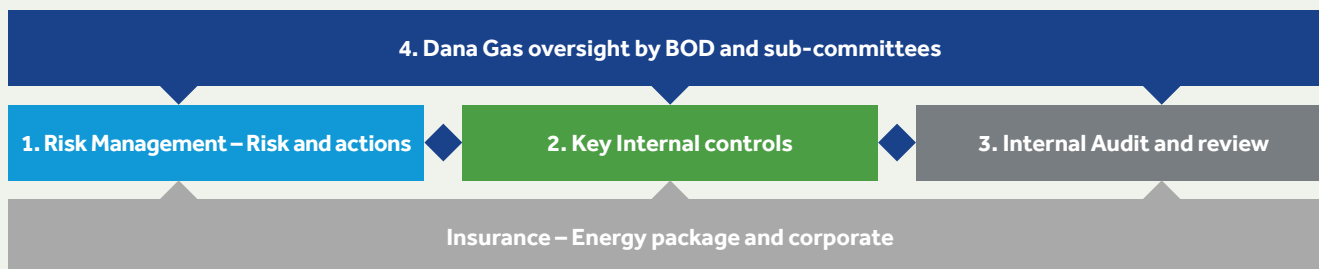 4. Dana Gas oversight by BOD and sub-committees
1. Risk Management – Risk and actions
2. Key Internal controls
3. Internal Audit and review
Insurance – Energy package and corporate